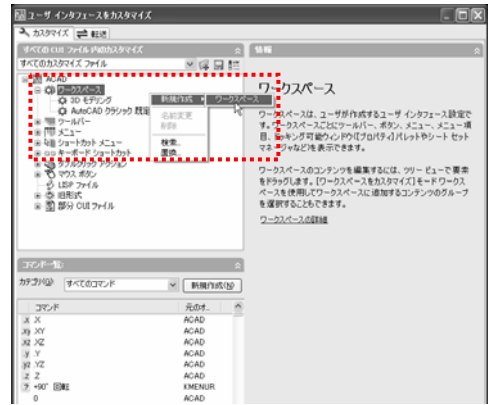 ユーザ インタフェースをカスタマイズ
カスタマイズ 転送
すべての CUI ファイル内のカスタマイズ
すべてのカスタマイズ ファイル
ACAD
ワークスペース
3D モデリング
AutoCAD クラシック 既定
ツールバー
メニュー
ショートカット メニュー
キーボード ショートカット
ダブルクリック アクション
マウス ボタン
LISP ファイル
旧形式
部分 CUI ファイル
新規作成
ワークスペース
名前変更
削除
検索...
置換...
情報
ワークスペース
ワークスペースは、ユーザが作成するユーザ インタフェース設定で
す。ワークスペースごとにツールバー、ボタン、メニュー、メニュー項
目、ドッキング可能ウィンドウ([プロパティ]パレットやシート セット
マネージャなど)を表示できます。
ワークスペースのコンテンツを編集するには、ツリー ビューで要素
をドラッグします。[ワークスペースをカスタマイズ]モードでワークス
ペースを使用してワークスペースに追加するコンテンツのグループ
を選択することもできます。
ワークスペースの詳細
コマンド一覧:
カテゴリ(G) すべてのコマンド 新規作成(N)
コマンド 元のオ...
X ACAD
XY ACAD
XZ ACAD
Y ACAD
YZ ACAD
Z ACAD
+90° 回転 KMENUR
0 ACAD